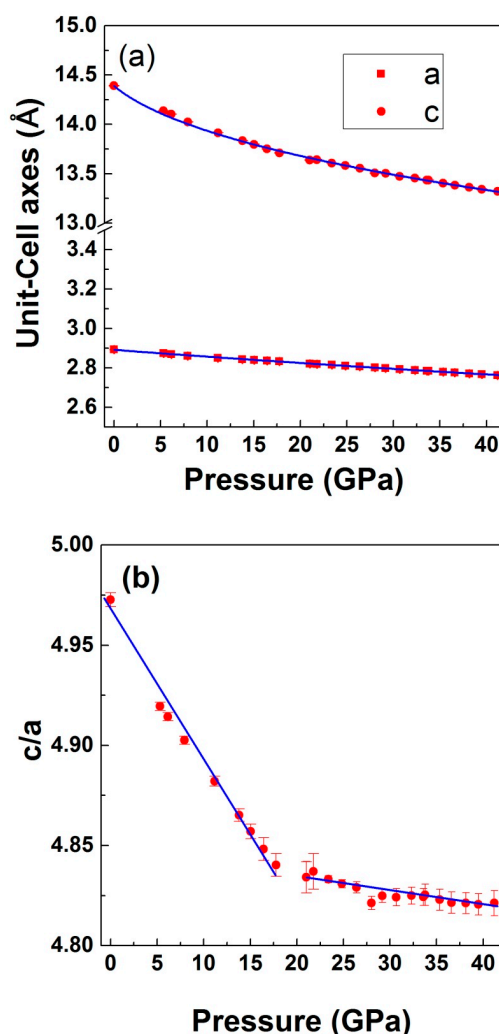 (a)
a
c
15.0
14.5
14.0
13.5
13.0
3.4
3.2
3.0
2.8
2.6
Unit-Cell axes (Å)
0 5 10 15 20 25 30 35 40
Pressure (GPa)
(b)
5.00
4.95
4.90
4.85
4.80
c/a
0 5 10 15 20 25 30 35 40
Pressure (GPa)